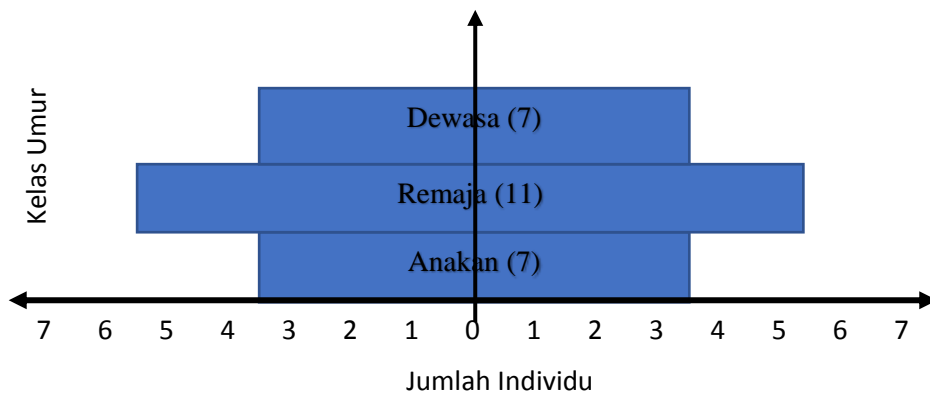 Kelas Umur
Dewasa (7)
Remaja (11)
Anakan (7)
7 6 5 4 3 2 1 0 1 2 3 4 5 6 7
Jumlah Individu